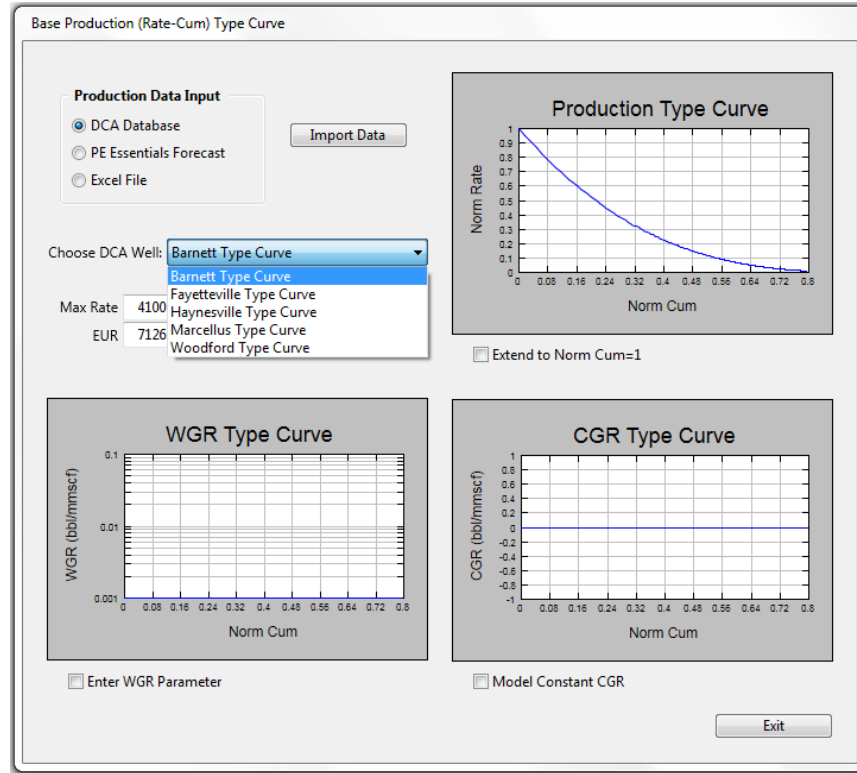 Base Production (Rate-Cum) Type Curve
Production Data Input
DCA Database
PE Essentials Forecast
Excel File
Import Data
Choose DCA Well: Barnett Type Curve
Barnett Type Curve
Fayetteville Type Curve
Haynesville Type Curve
Marcellus Type Curve
Woodford Type Curve
Max Rate 4100
EUR 7126
Production Type Curve
Norm Rate
1
0.9
0.8
0.7
0.6
0.5
0.4
0.3
0.2
0.1
0
0 0.08 0.16 0.24 0.32 0.4 0.48 0.56 0.64 0.72 0.8
Norm Cum
Extend to Norm Cum=1
WGR Type Curve
WGR (bbl/mmscf)
0.1
0.01
0.001
0 0.08 0.16 0.24 0.32 0.4 0.48 0.56 0.64 0.72 0.8
Norm Cum
Enter WGR Parameter
CGR Type Curve
CGR (bbl/mmscf)
1
0.8
0.6
0.4
0.2
0
-0.2
-0.4
-0.6
-0.8
-1
0 0.08 0.16 0.24 0.32 0.4 0.48 0.56 0.64 0.72 0.8
Norm Cum
Model Constant CGR
Exit